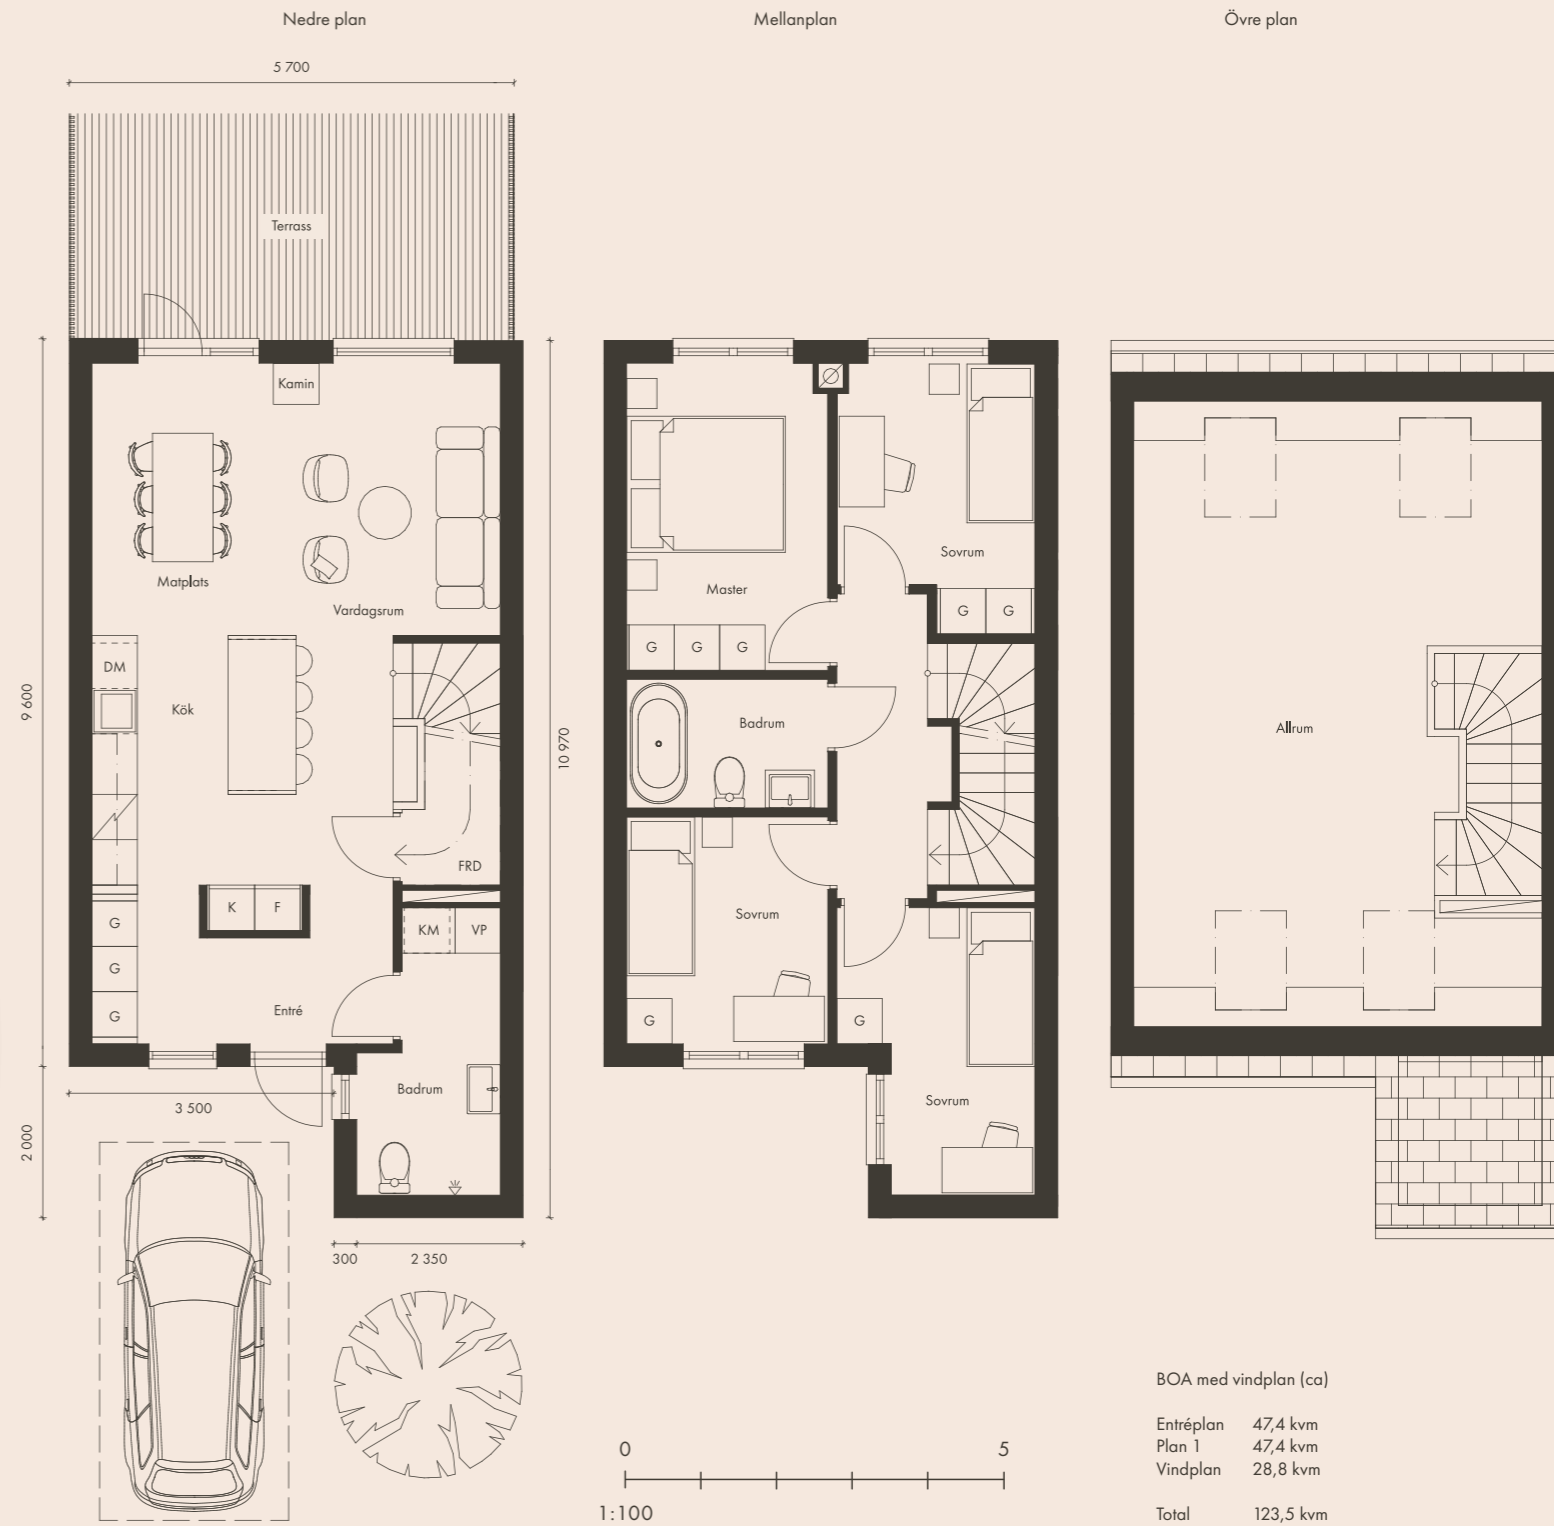 Nedre plan
Mellanplan
Övre plan
5 700
Terrass
Kamin
Matplats
Vardagsrum
DM
Kök
9 600
10 970
FRD
K F
G
G
G
KM VP
Entré
Badrum
3 500
2 000
300 2 350
Sovrum
Master
G G
G G G
Badrum
Sovrum
G
G
Sovrum
Allrum
0 5
1:100
BOA med vindplan (ca)
Entréplan 47,4 kvm
Plan 1 47,4 kvm
Vindplan 28,8 kvm
Total 123,5 kvm